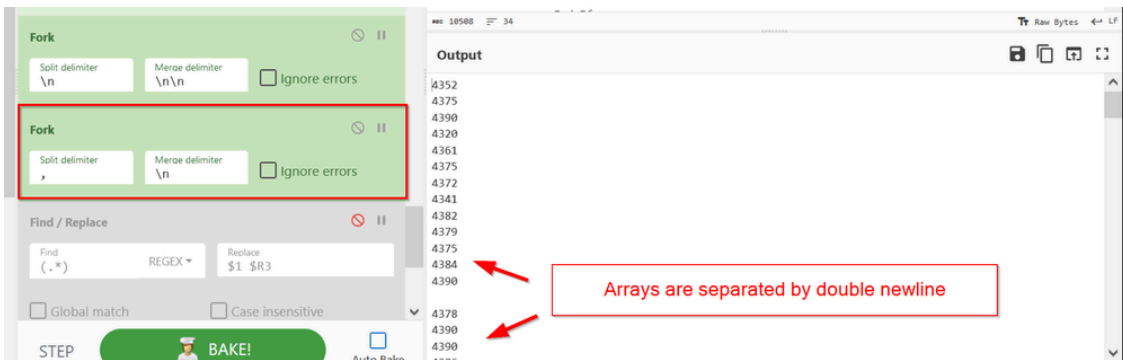 Fork
Split delimiter
\n
Merge delimiter
\n\n
Ignore errors
Fork
Split delimiter
,
Merge delimiter
\n
Ignore errors
Find / Replace
Find
(.*)
REGEX
Replace
$1 $R3
Global match
Case insensitive
STEP
BAKE!
Auto Bake
ABC 10508
34
Tr Raw Bytes
LF
Output
4352
4375
4390
4320
4361
4375
4372
4341
4382
4379
4375
4384
4390
4378
4390
4390
Arrays are separated by double newline